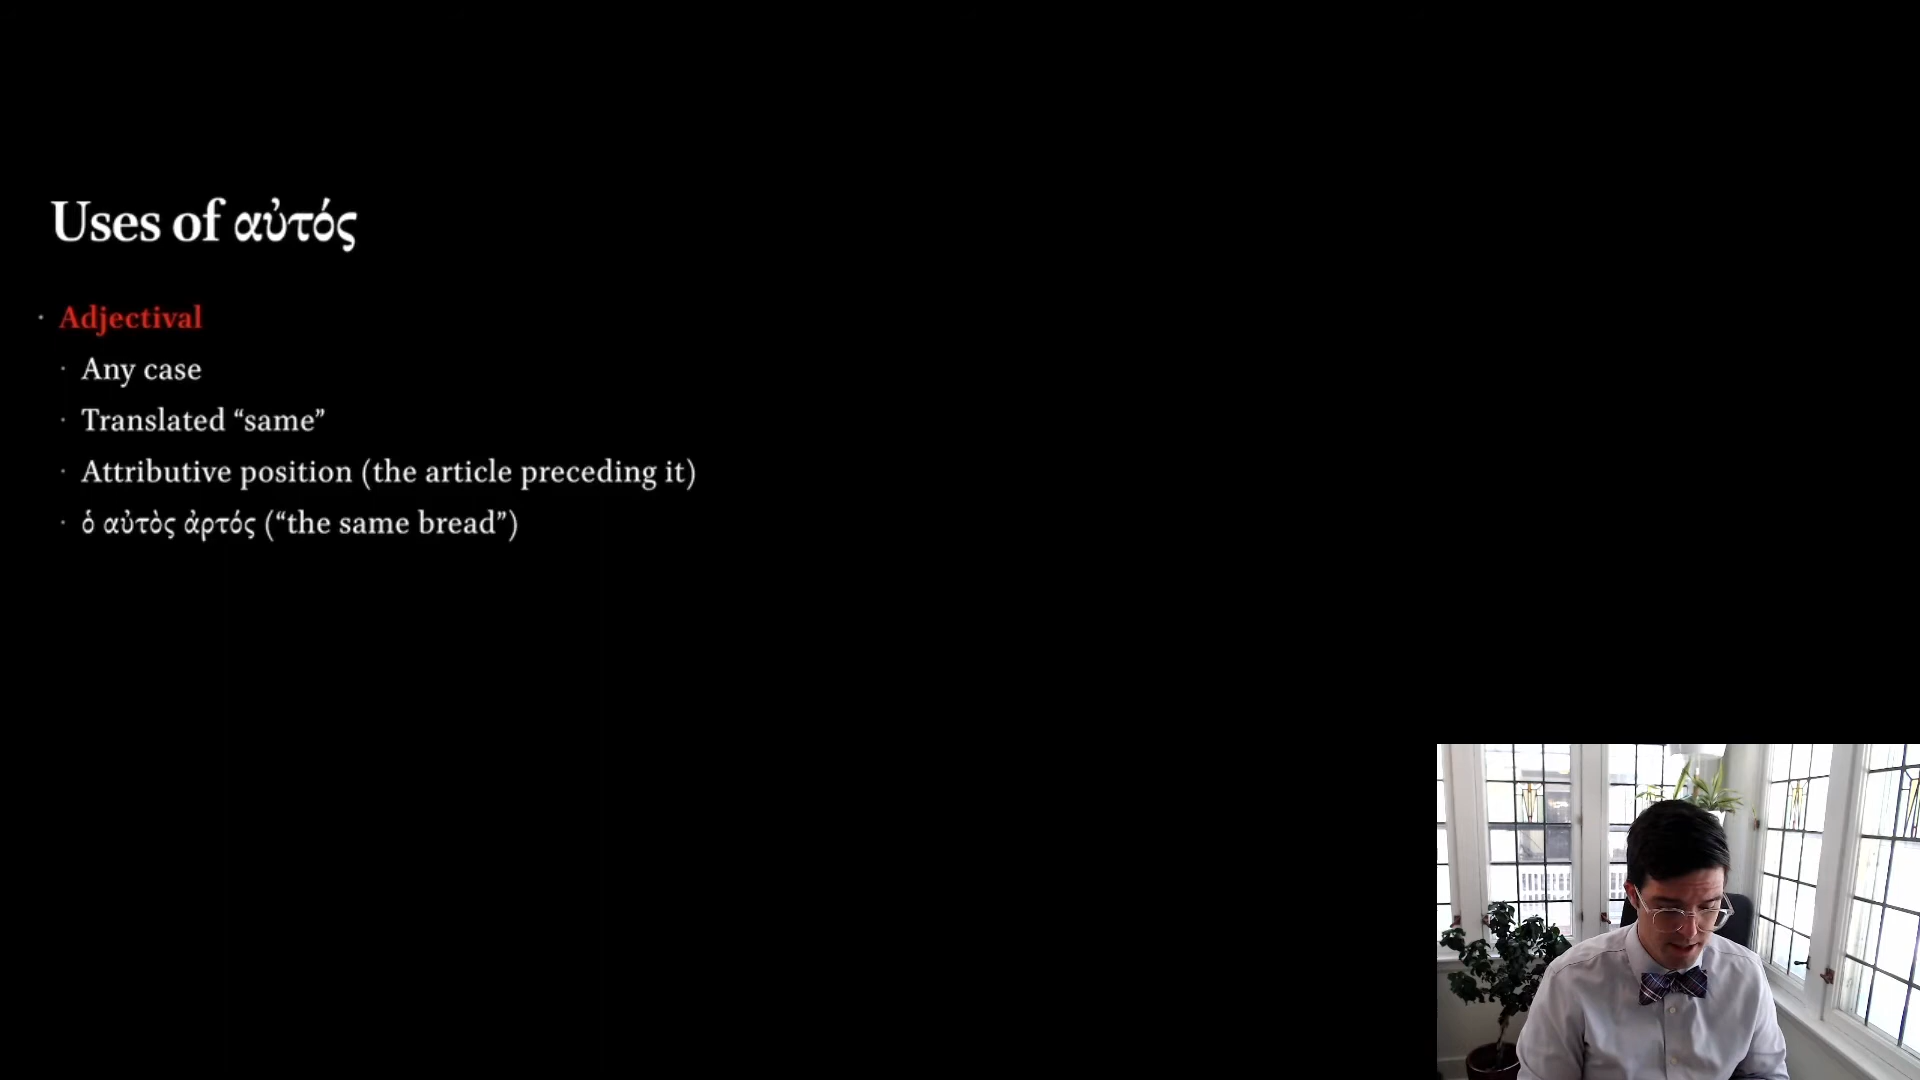 Uses of αὐτός
· Adjectival
· Any case
· Translated “same”
· Attributive position (the article preceding it)
· ὁ αὐτὸς ἀρτός (“the same bread”)